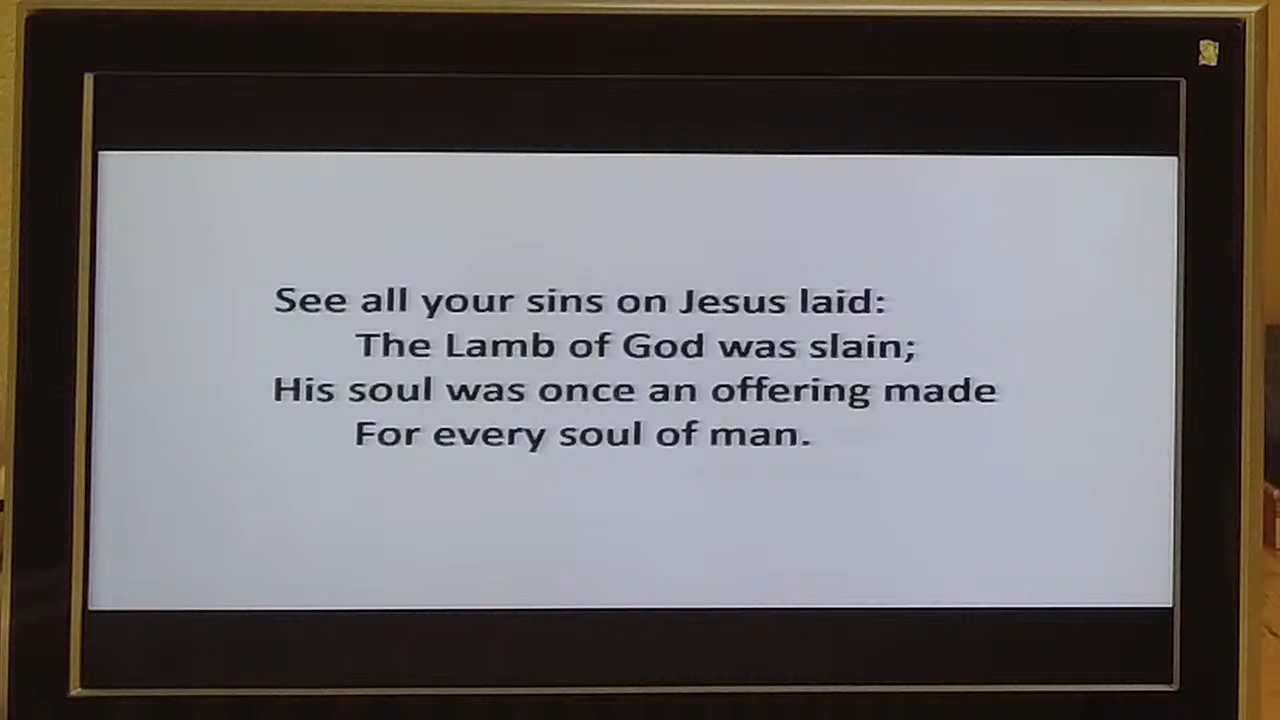 See all your sins on Jesus laid:
The Lamb of God was slain;
His soul was once an offering made
For every soul of man.